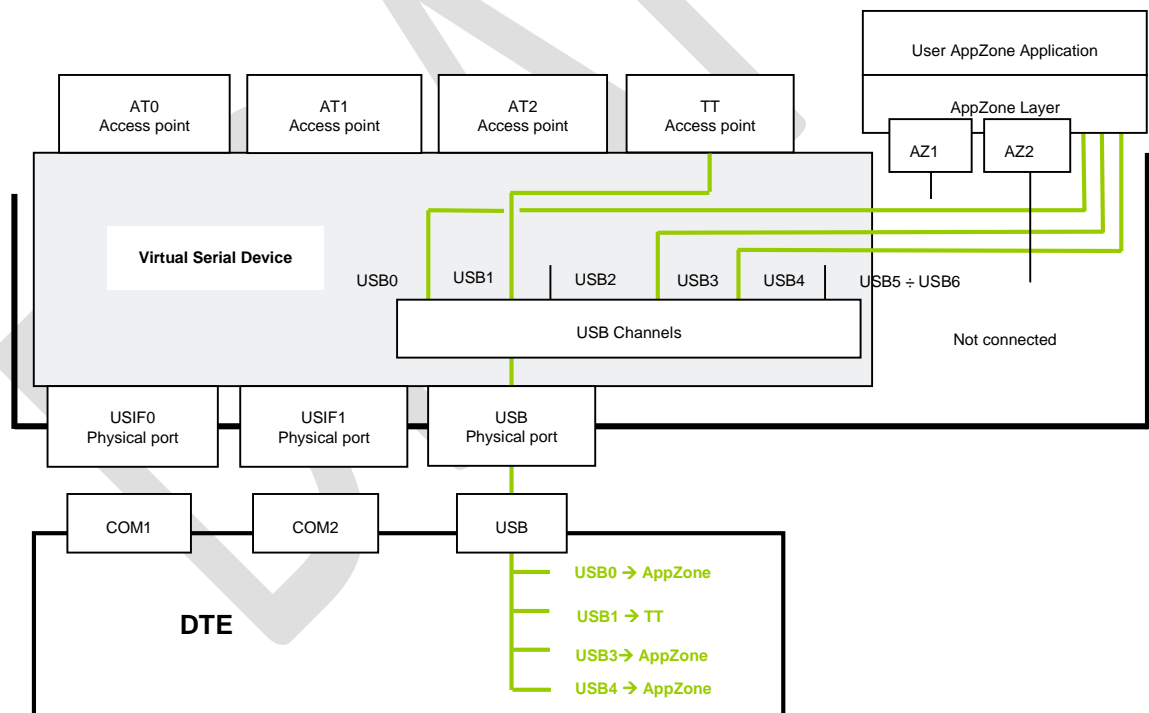 User AppZone Application
AT0
Access point
AT1
Access point
AT2
Access point
TT
Access point
AppZone Layer
AZ1
AZ2
Virtual Serial Device
USB0
USB1
USB2
USB3
USB4
USB5 ÷ USB6
USB Channels
Not connected
USIF0
Physical port
USIF1
Physical port
USB
Physical port
COM1
COM2
USB
DTE
USB0 → AppZone
USB1 → TT
USB3→ AppZone
USB4 → AppZone